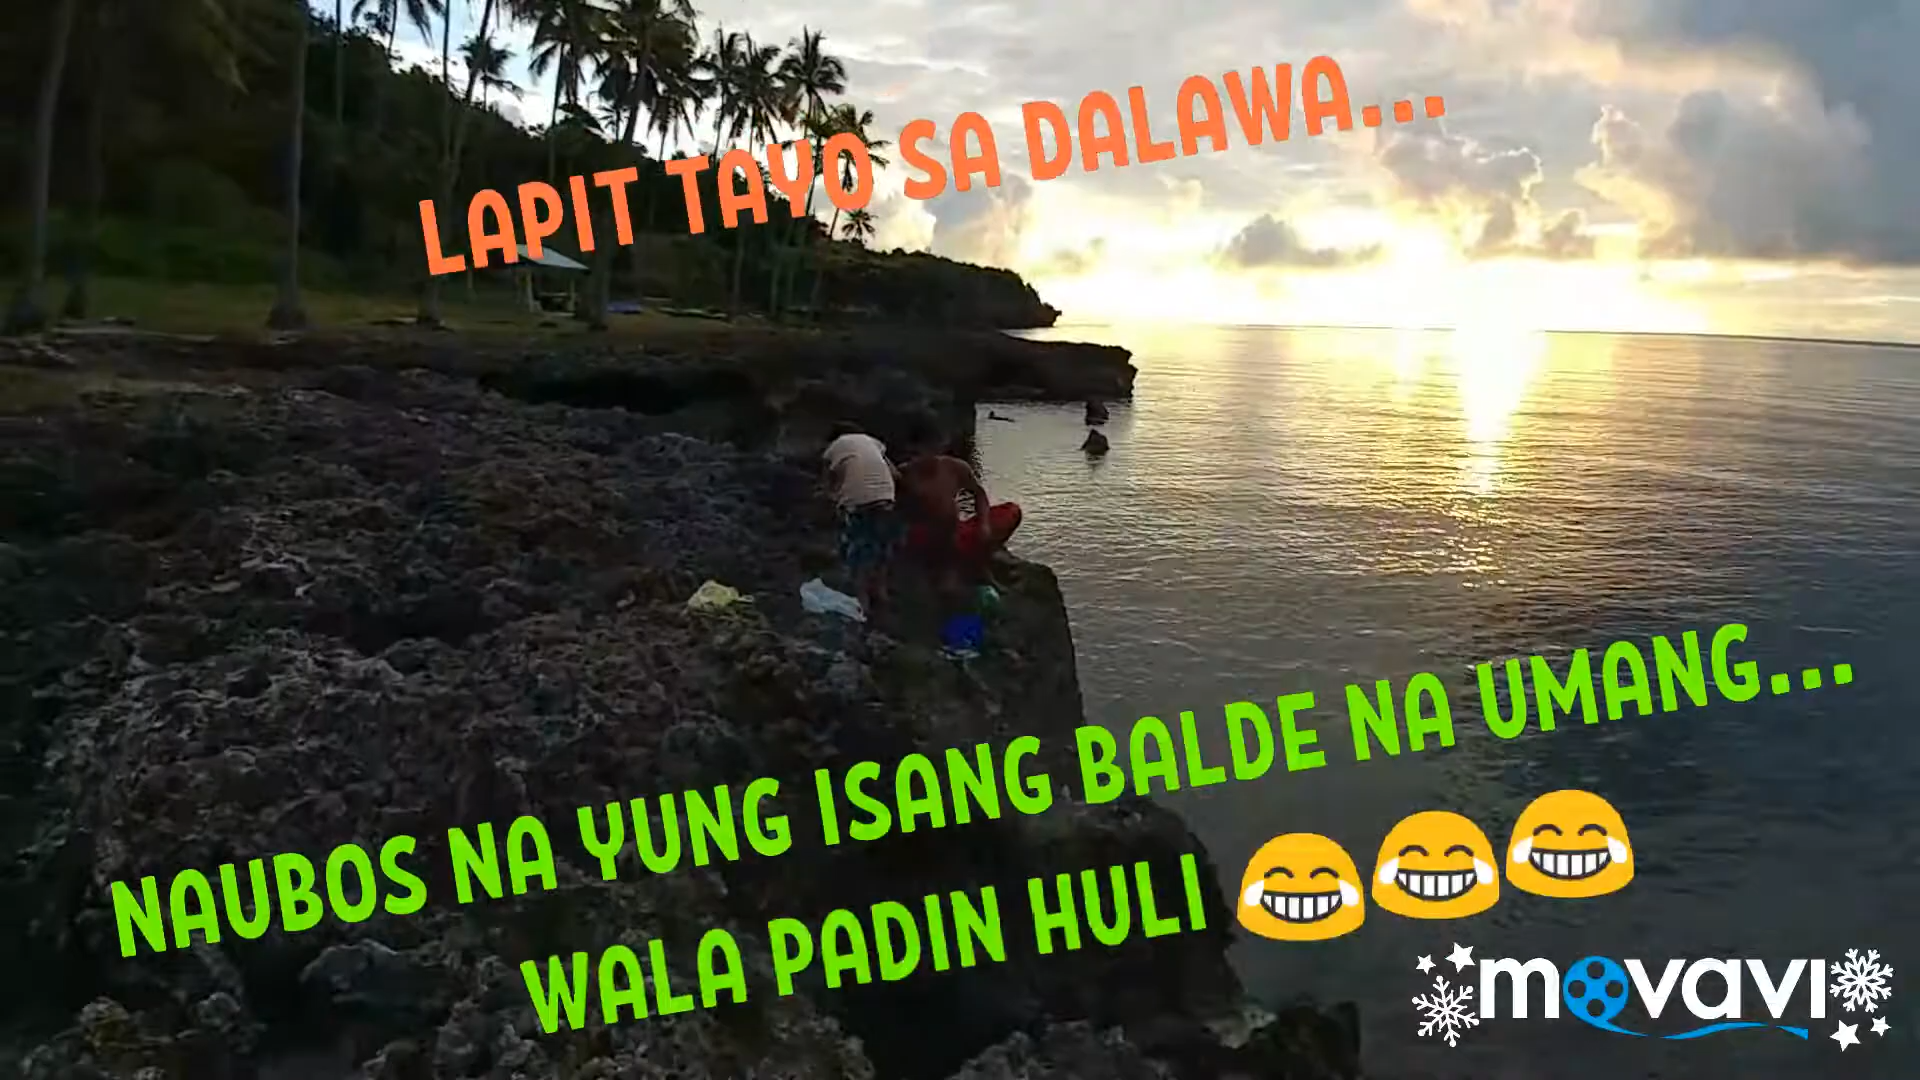 LAPIT TAYO SA DALAWA...
NAUBOS NA YUNG ISANG BALDE NA UMANG...
WALA PADIN HULI 😂😂😂
movavi